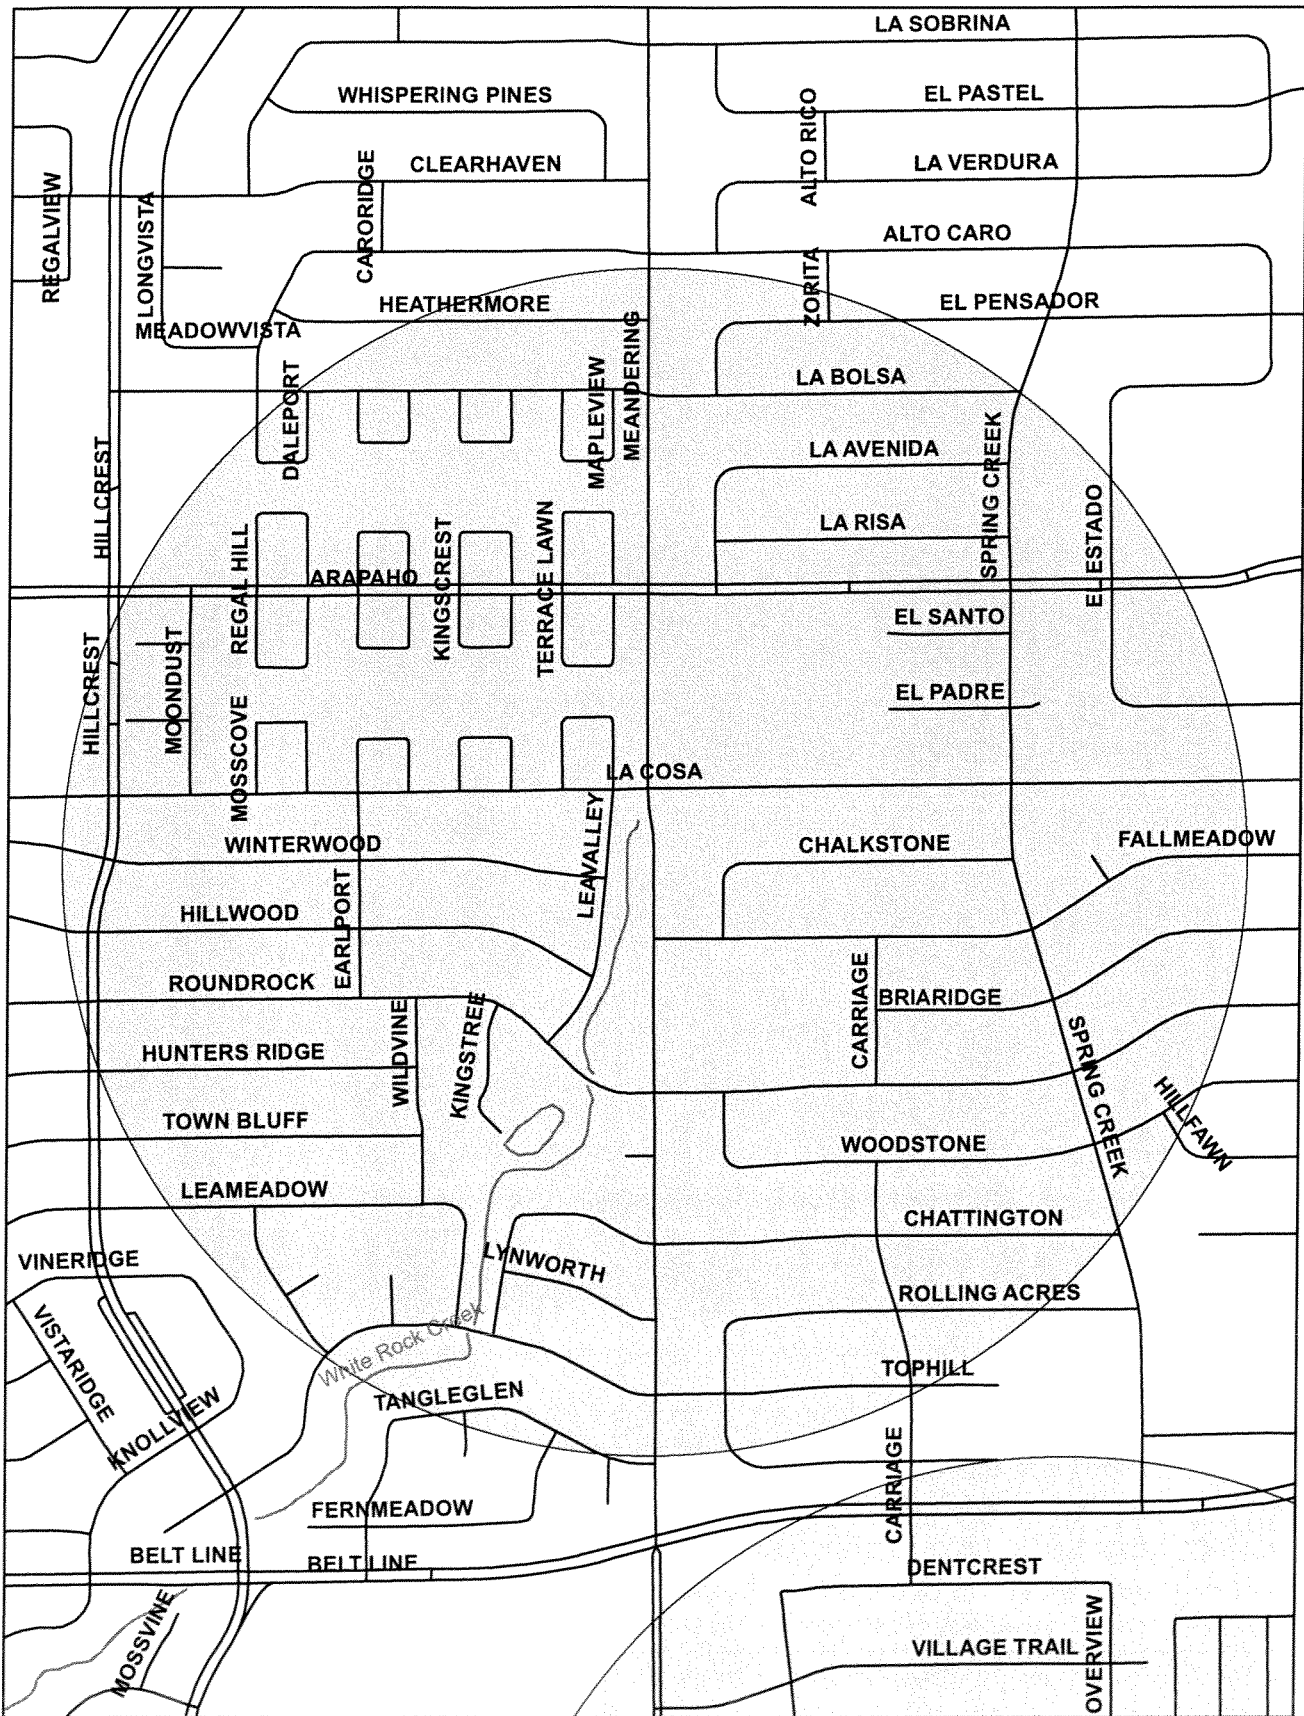 LA SOBRINA
WHISPERING PINES
EL PASTEL
ALTO RICO
CLEARHAVEN
LA VERDURA
CARORIDGE
REGALVIEW
LONGVISTA
ALTO CARO
ZORITA
HEATHERMORE
EL PENSADOR
MEADOWVISTA
MEANDERING
DALEPORT
MAPLEVIEW
LA BOLSA
HILLCREST
LA AVENIDA
SPRING CREEK
EL ESTADO
LA RISA
REGAL HILL
KINGSCREST
TERRACE LAWN
ARAPAHO
EL SANTO
HILLCREST
MOONDUST
EL PADRE
MOSSCOVE
LA COSA
WINTERWOOD
LEAVALLEY
CHALKSTONE
FALLMEADOW
HILLWOOD
EARLPORT
ROUNDROCK
CARRIAGE
BRIARIDGE
WILDVINE
KINGSTREE
HUNTERS RIDGE
SPRING CREEK
TOWN BLUFF
WOODSTONE
HILLFAWN
LEAMEADOW
CHATTINGTON
VINERIDGE
LYNWORTH
ROLLING ACRES
VISTARIDGE
White Rock Creek
TOPHILL
TANGLEGLEN
KNOLLVIEW
CARRIAGE
FERNMEADOW
BELT LINE
BELT LINE
DENTCREST
MOSSVINE
VILLAGE TRAIL
OVERVIEW